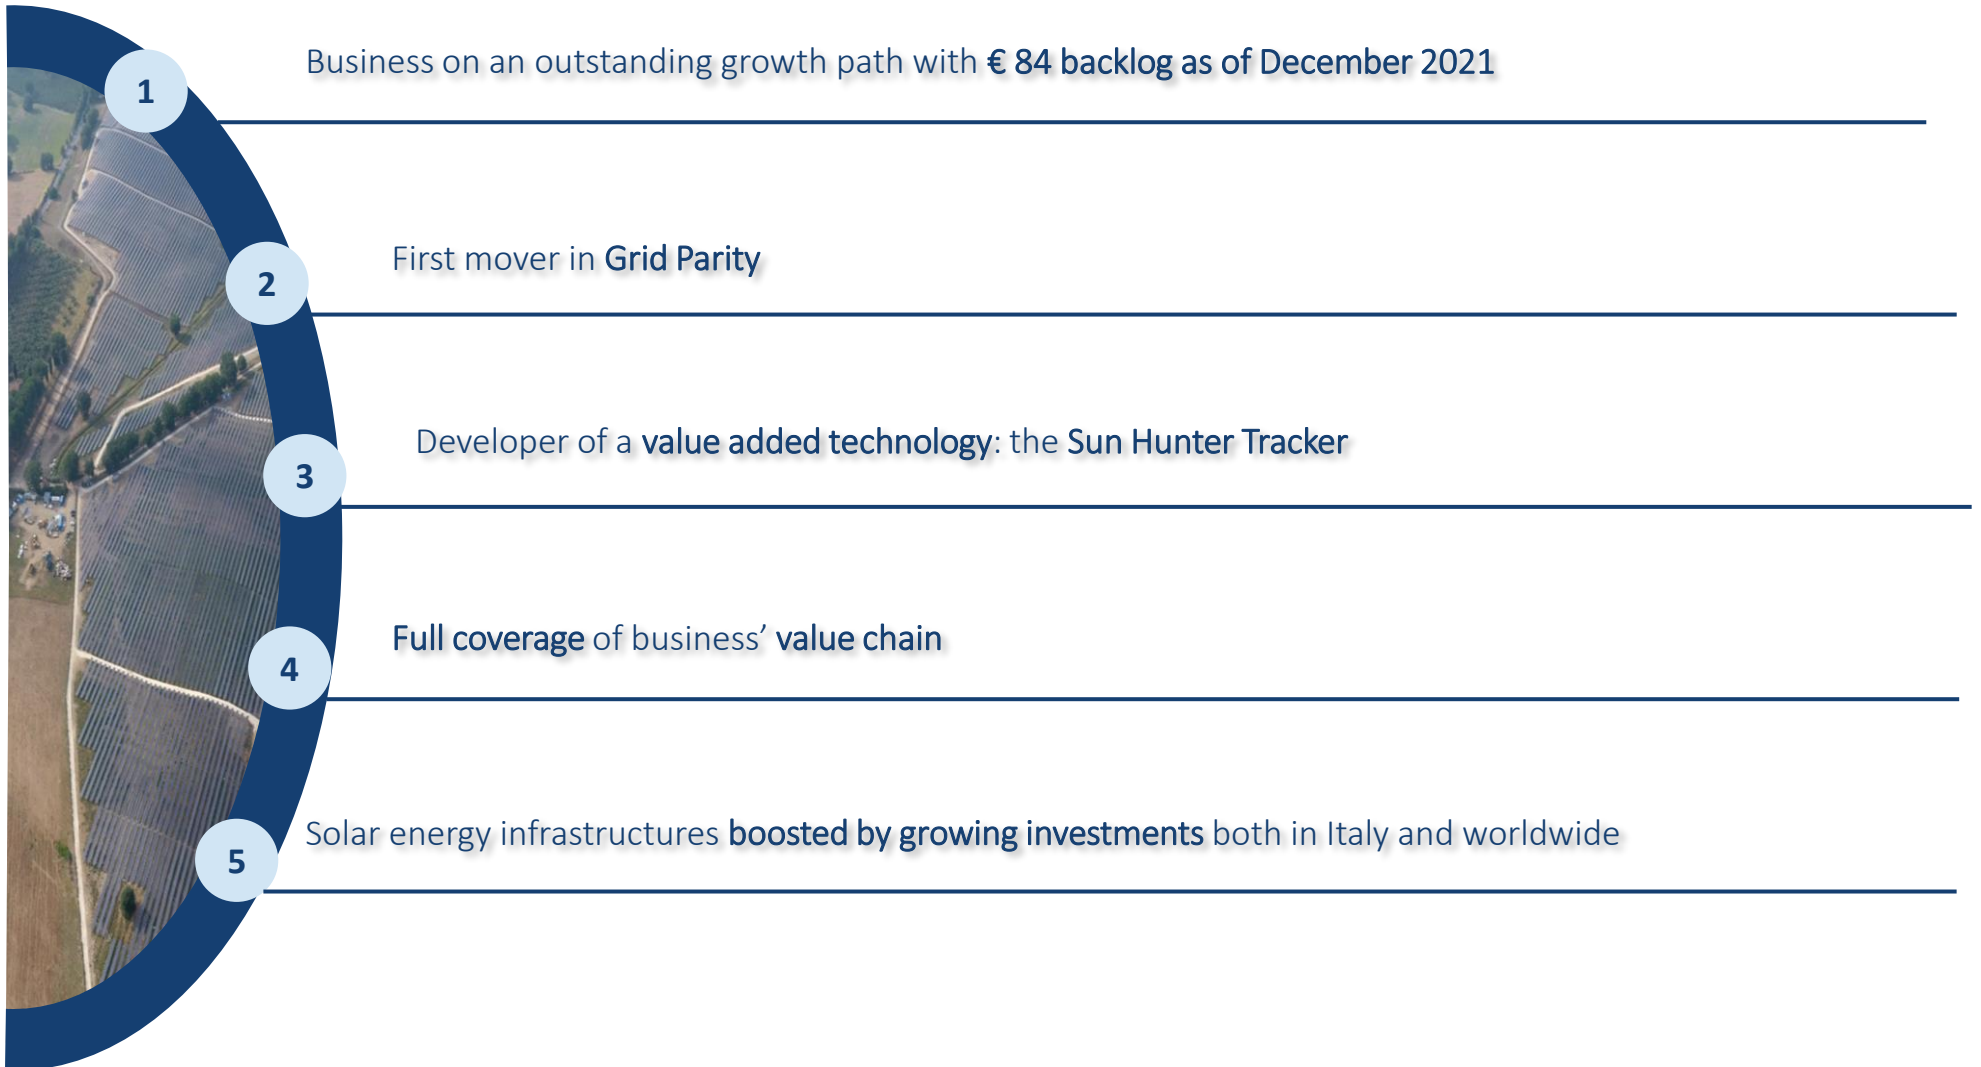 1
Business on an outstanding growth path with € 84 backlog as of December 2021
2
First mover in Grid Parity
3
Developer of a value added technology: the Sun Hunter Tracker
4
Full coverage of business’ value chain
5
Solar energy infrastructures boosted by growing investments both in Italy and worldwide